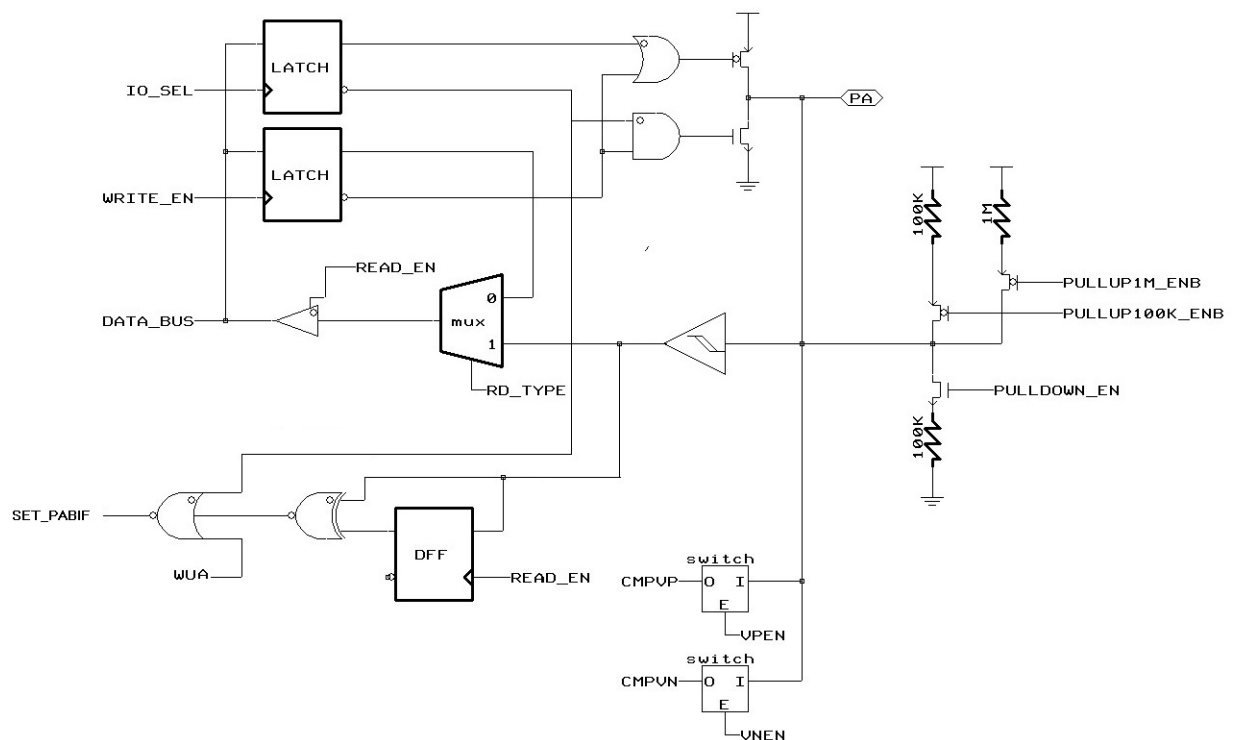 LATCH
IO_SEL
PA
LATCH
WRITE_EN
100K
1M
READ_EN
PULLUP1M_ENB
0
DATA_BUS
mux
PULLUP100K_ENB
1
RD_TYPE
PULLDOWN_EN
100K
SET_PABIF
DFF
switch
WUA
READ_EN
CMPVP
O I
E
VPEN
switch
CMPVN
O I
E
VNEN